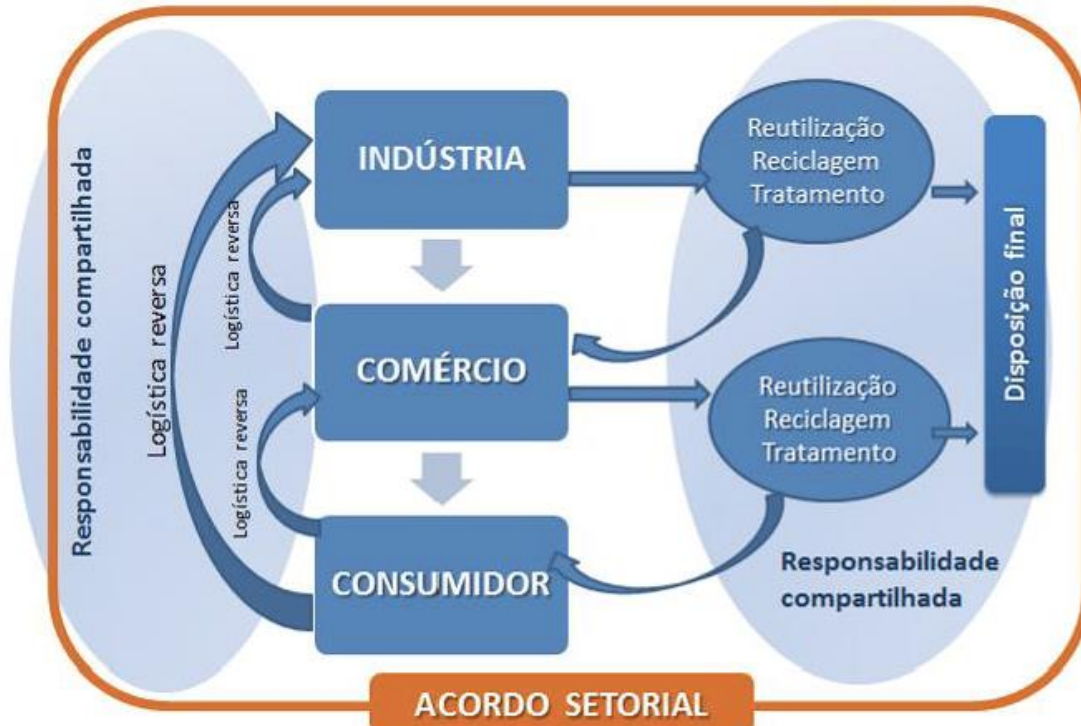 Responsabilidade compartilhada
Logística reversa
Logística reversa
Logística reversa
INDÚSTRIA
COMÉRCIO
CONSUMIDOR
Reutilização
Reciclagem
Tratamento
Reutilização
Reciclagem
Tratamento
Disposição final
Responsabilidade
compartilhada
ACORDO SETORIAL